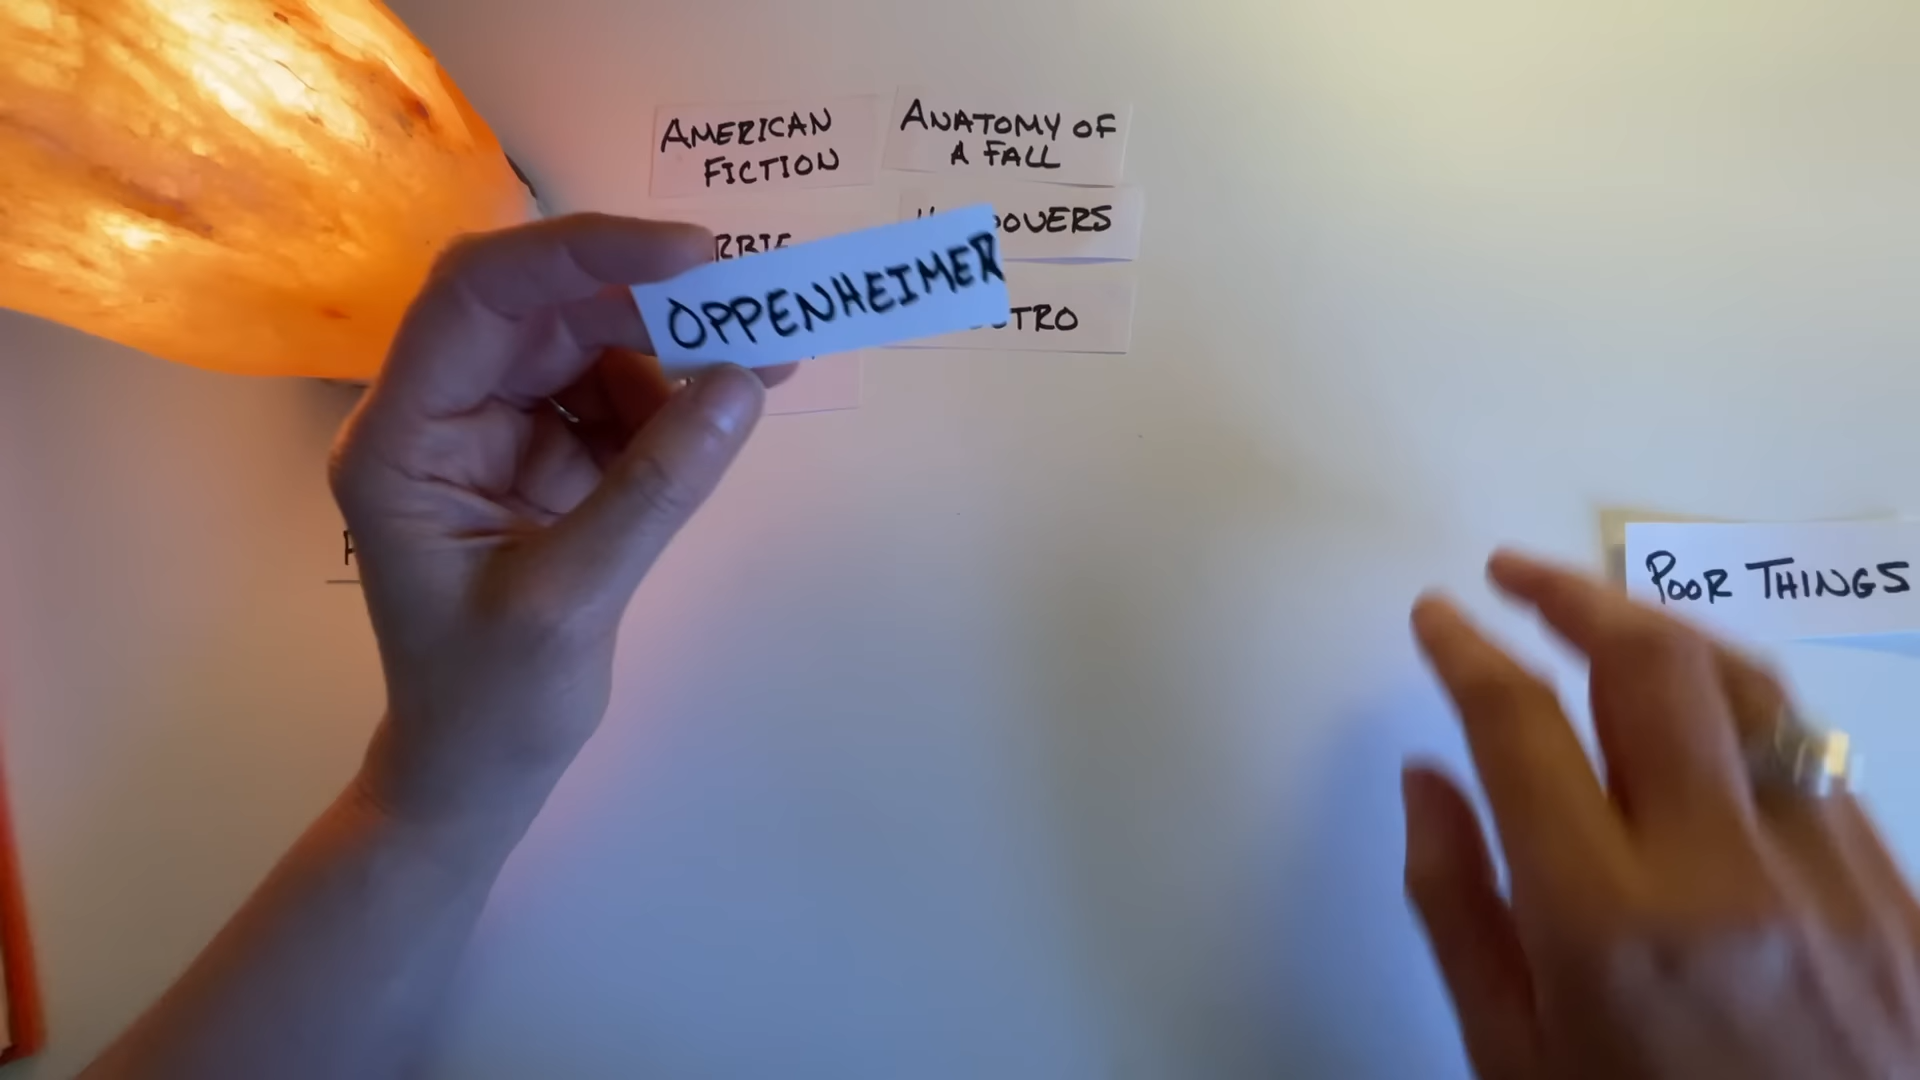 AMERICAN
FICTION
ANATOMY OF
A FALL
OPPENHEIMER
POOR THINGS